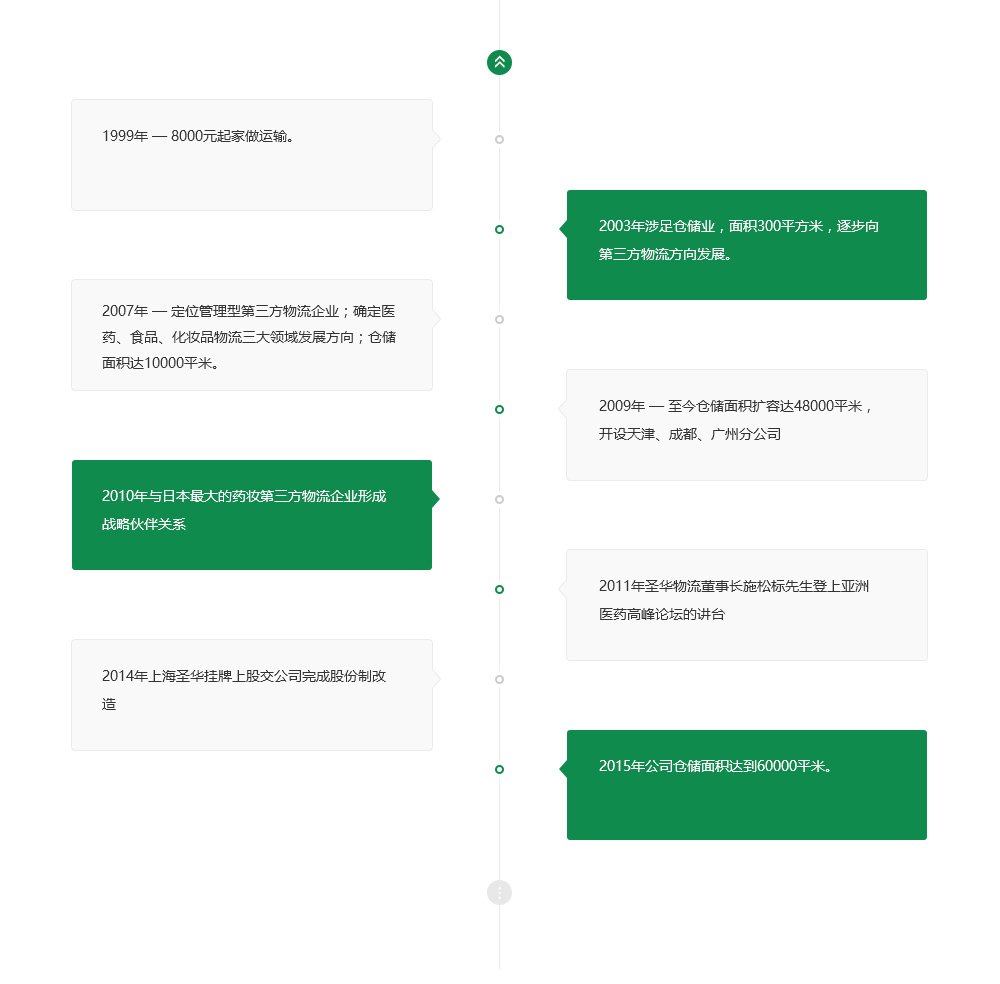 1999年 — 8000元起家做运输。
2003年涉足仓储业，面积300平方米，逐步向
第三方物流方向发展。
2007年 — 定位管理型第三方物流企业；确定医
药、食品、化妆品物流三大领域发展方向；仓储
面积达10000平米。
2009年 — 至今仓储面积扩容达48000平米，
开设天津、成都、广州分公司
2010年与日本最大的药妆第三方物流企业形成
战略伙伴关系
2011年圣华物流董事长施松标先生登上亚洲
医药高峰论坛的讲台
2014年上海圣华挂牌上股交公司完成股份制改
造
2015年公司仓储面积达到60000平米。